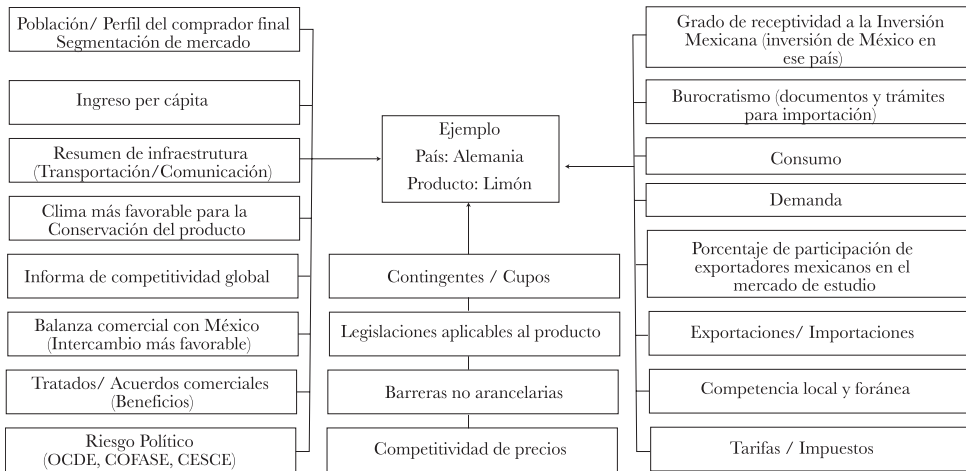 Población/ Perfil del comprador final
Segmentación de mercado
Ingreso per cápita
Resumen de infraestrutura
(Transportación/Comunicación)
Clima más favorable para la
Conservación del producto
Informa de competitividad global
Balanza comercial con México
(Intercambio más favorable)
Tratados/ Acuerdos comerciales
(Beneficios)
Riesgo Político
(OCDE, COFASE, CESCE)
Ejemplo
País: Alemania
Producto: Limón
Contingentes / Cupos
Legislaciones aplicables al producto
Barreras no arancelarias
Competitividad de precios
Grado de receptividad a la Inversión
Mexicana (inversión de México en
ese país)
Burocratismo (documentos y trámites
para importación)
Consumo
Demanda
Porcentaje de participación de
exportadores mexicanos en el
mercado de estudio
Exportaciones/ Importaciones
Competencia local y foránea
Tarifas / Impuestos